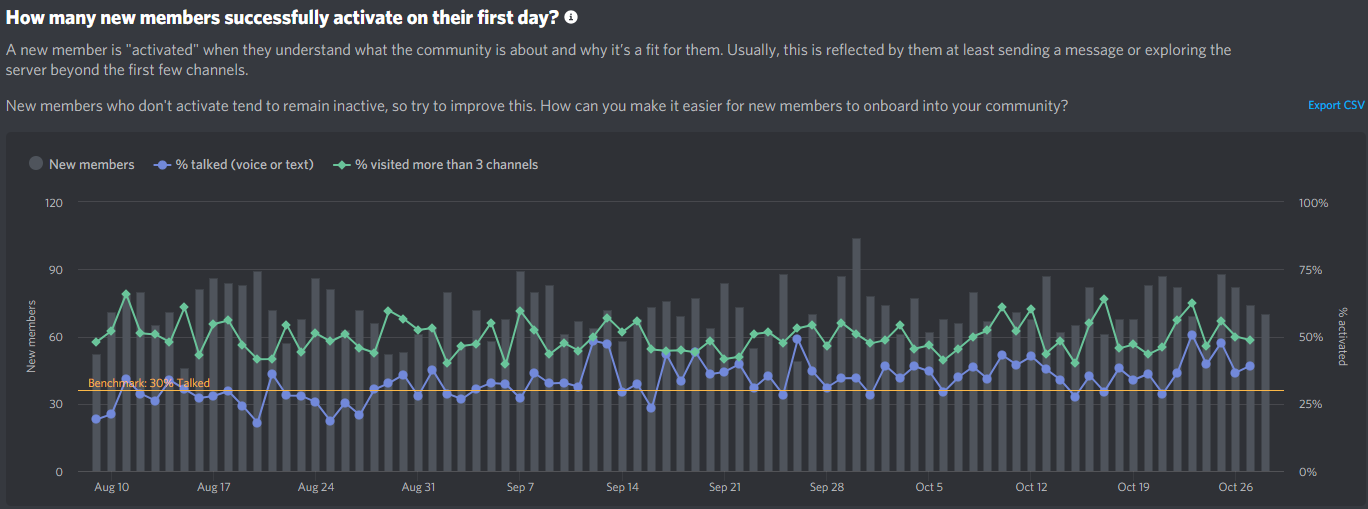 How many new members successfully activate on their first day?
A new member is "activated" when they understand what the community is about and why it's a fit for them. Usually, this is reflected by them at least sending a message or exploring the
server beyond the first few channels.
New members who don't activate tend to remain inactive, so try to improve this. How can you make it easier for new members to onboard into your community?
Export CSV
New members
% talked (voice or text)
% visited more than 3 channels
120
100%
90
75%
60
50%
30
25%
0
0%
New members
% activated
Benchmark: 30% Talked
Aug 10
Aug 17
Aug 24
Aug 31
Sep 7
Sep 14
Sep 21
Sep 28
Oct 5
Oct 12
Oct 19
Oct 26